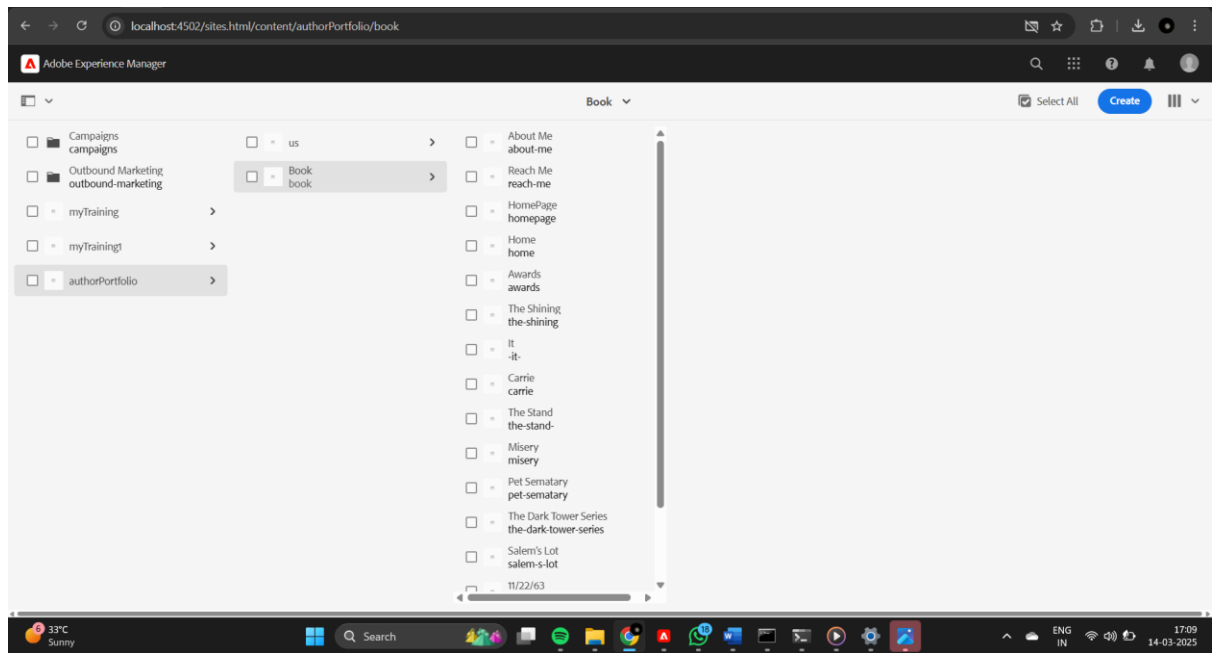 localhost:4502/sites.html/content/authorPortfolio/book
Adobe Experience Manager
Book
Select All
Create
Campaigns
campaigns
Outbound Marketing
outbound-marketing
myTraining
myTraining1
authorPortfolio
us
Book
book
About Me
about-me
Reach Me
reach-me
HomePage
homepage
Home
home
Awards
awards
The Shining
the-shining
It
-it-
Carrie
carrie
The Stand
the-stand-
Misery
misery
Pet Sematary
pet-sematary
The Dark Tower Series
the-dark-tower-series
Salem's Lot
salem-s-lot
11/22/63
6
33°C
Sunny
Search
18
ENG
IN
17:09
14-03-2025